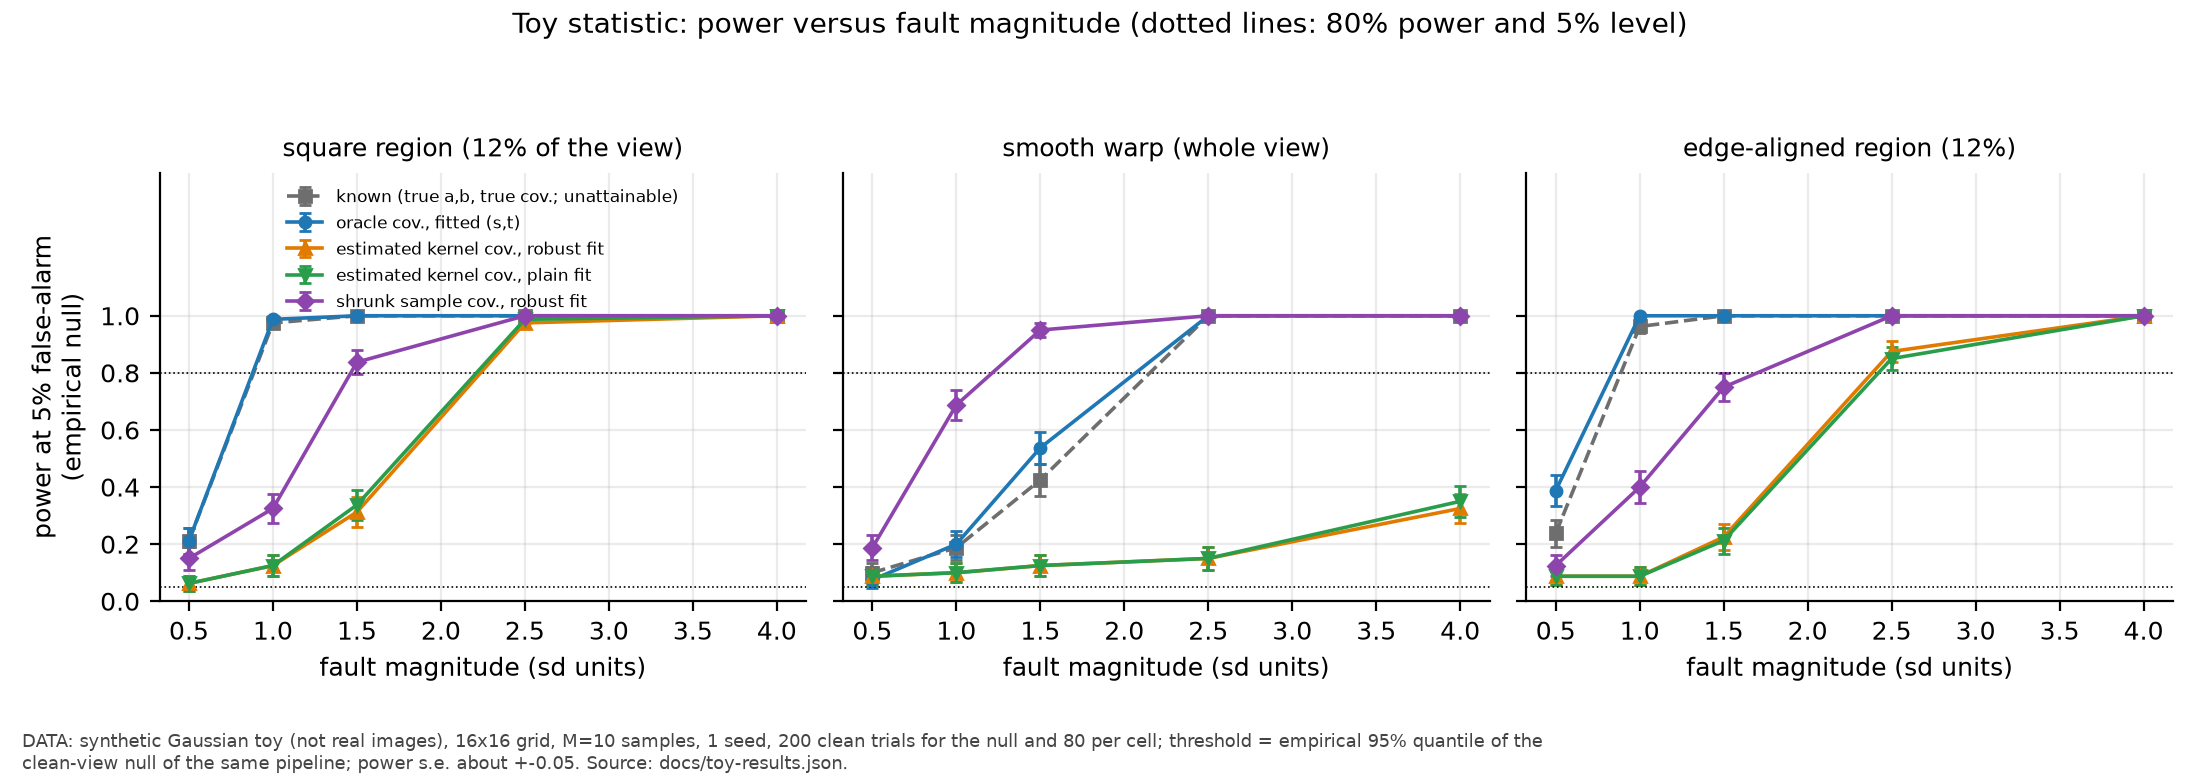 Toy statistic: power versus fault magnitude (dotted lines: 80% power and 5% level)
square region (12% of the view)
smooth warp (whole view)
edge-aligned region (12%)
known (true a,b, true cov.; unattainable)
oracle cov., fitted (s,t)
estimated kernel cov., robust fit
estimated kernel cov., plain fit
shrunk sample cov., robust fit
power at 5% false-alarm
(empirical null)
1.0
0.8
0.6
0.4
0.2
0.0
0.5 1.0 1.5 2.0 2.5 3.0 3.5 4.0
0.5 1.0 1.5 2.0 2.5 3.0 3.5 4.0
0.5 1.0 1.5 2.0 2.5 3.0 3.5 4.0
fault magnitude (sd units)
fault magnitude (sd units)
fault magnitude (sd units)
DATA: synthetic Gaussian toy (not real images), 16x16 grid, M=10 samples, 1 seed, 200 clean trials for the null and 80 per cell; threshold = empirical 95% quantile of the
clean-view null of the same pipeline; power s.e. about +-0.05. Source: docs/toy-results.json.